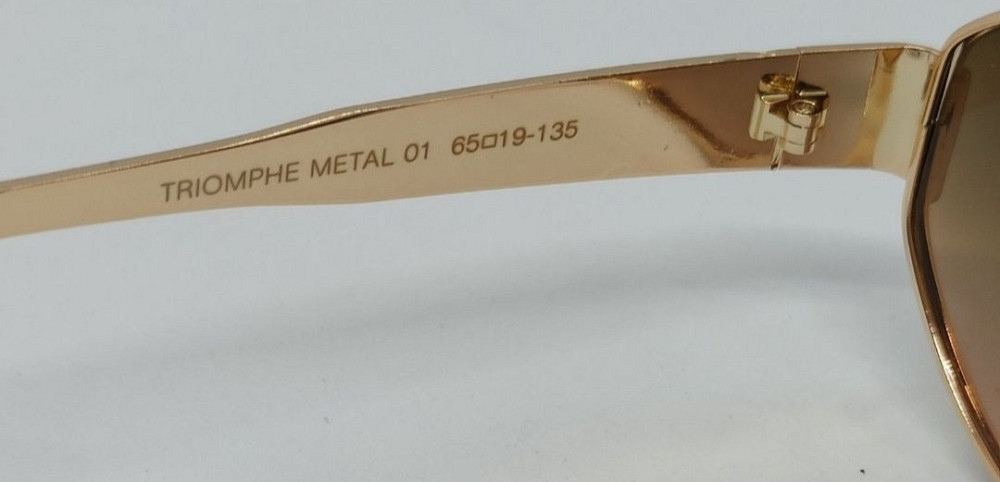 TRIOMPHE METAL 01 65□19-135